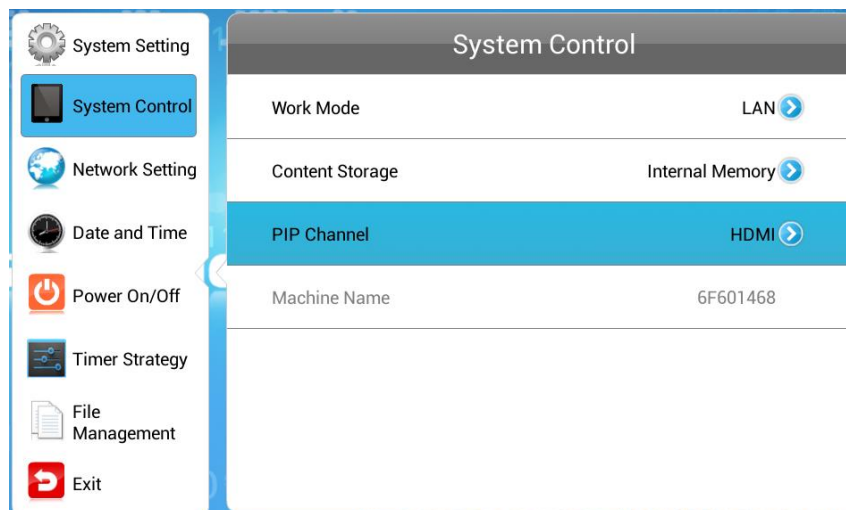 System Setting
System Control
Network Setting
Date and Time
Power On/Off
Timer Strategy
File
Management
Exit
System Control
Work Mode LAN
Content Storage Internal Memory
PIP Channel HDMI
Machine Name 6F601468